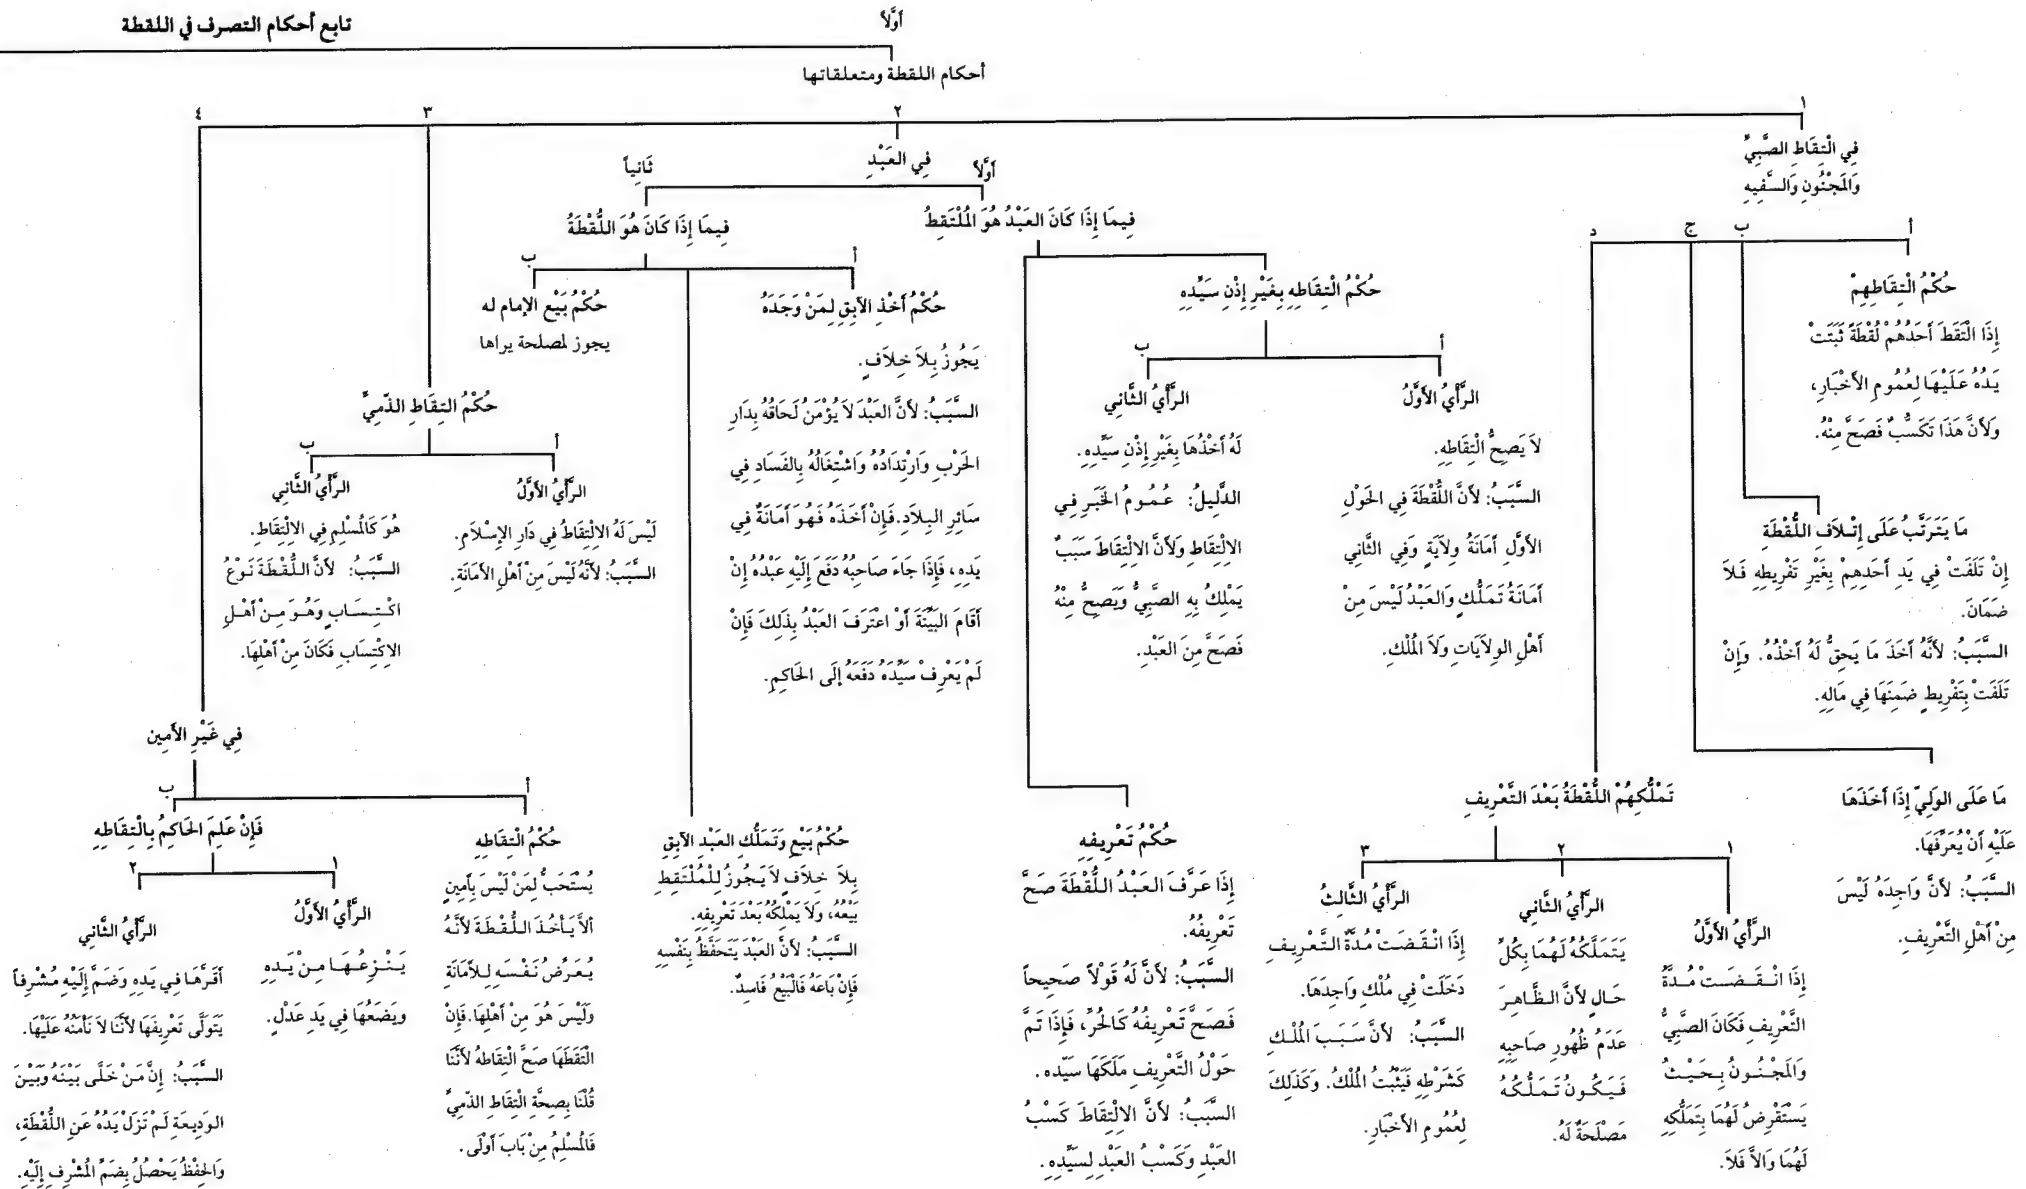 تابع أحكام التصرف في اللقطة
أَوَّلاً
أحكام اللقطة ومتعلقاتها
١
فِي الْتِقَاطِ الصَّبِيِّ
وَالمَجْنُونِ وَالسَّفِيهِ
أ
حُكْمُ الْتِقَاطِهِمْ
إِذَا الْتَقَطَ أَحَدُهُمْ لُقْطَةً ثَبَتَتْ
يَدُهُ عَلَيْهَا لِعُمُومِ الأَخْبَارِ،
وَلأَنَّ هَذَا تَكَسُّبٌ فَصَحَّ مِنْهُ.
ب
مَا يَتَرَتَّبُ عَلَى إِتْلاَفِ اللُّقْطَةِ
إِنْ تَلَفَتْ فِي يَدِ أَحَدِهِمْ بِغَيْرِ تَفْرِيطِهِ فَلاَ
ضَمَانَ.
السَّبَبُ: لأَنَّهُ أَخَذَ مَا يَحِقُّ لَهُ أَخْذُهُ. وَإِنْ
تَلَفَتْ بِتَفْرِيطٍ ضَمِنَهَا فِي مَالِهِ.
ج
مَا عَلَى الوَلِيِّ إِذَا أَخَذَهَا
عَلَيْهِ أَنْ يُعَرِّفَهَا.
السَّبَبُ: لأَنَّ وَاجِدَهُ لَيْسَ
مِنْ أَهْلِ التَّعْرِيفِ.
د
تَمَلُّكِهُمْ اللُّقْطَةُ بَعْدَ التَّعْرِيفِ
١
الرَّأْيُ الأَوَّلُ
إِذَا انْقَضَتْ مُدَّةُ
التَّعْرِيفِ فَكَانَ الصَّبِيُّ
وَالمَجْنُونُ بِحَيْثُ
يَسْتَقْرِضُ لَهُمَا بِتَمَلُّكِهِ
لَهُمَا وَالاَّ فَلاَ.
٢
الرَّأْيُ الثَّانِي
يَتَمَلَّكُهُ لَهُمَا بِكُلِّ
حَالٍ لأَنَّ الظَّاهِرَ
عَدَمُ ظُهُورِ صَاحِبِهِ
فَيَكُونُ تَمَلُّكُهُ
مَصْلَحَةً لَهُ.
٣
الرَّأْيُ الثَّالِثُ
إِذَا انْقَضَتْ مُدَّةُ التَّعْرِيفِ
دَخَلَتْ فِي مُلْكِ وَاجِدَهَا.
السَّبَبُ: لأَنَّ سَبَبَ المُلْكِ
كَشَرْطِهِ فَيَثْبُتُ المُلْكُ. وَكَذَلِكَ
لِعُمُومِ الأَخْبَارِ.
٢
فِي العَبْدِ
أَوَّلاً
فِيمَا إِذَا كَانَ العَبْدُ هُوَ المُلْتَقِطُ
حُكْمُ الْتِقَاطِهِ بِغَيْرِ إِذْنِ سَيِّدِهِ
أ
الرَّأْيُ الأَوَّلُ
لاَ يَصِحُّ الْتِقَاطِهِ.
السَّبَبُ: لأَنَّ اللُّقْطَةَ فِي الحَوْلِ
الأَوَّلِ أَمَانَةُ وِلاَيَةٍ وَفِي الثَّانِي
أَمَانَةُ تَمَلُّكٍ وَالعَبْدُ لَيْسَ مِنْ
أَهْلِ الوِلاَيَاتِ وَلاَ المُلْكِ.
ب
الرَّأْيُ الثَّانِي
لَهُ أَخْذُهَا بِغَيْرِ إِذْنِ سَيِّدِهِ.
الدَّلِيلُ: عُمُومُ الخَبَرِ فِي
الالْتِقَاطِ وَلأَنَّ الالْتِقَاطَ سَبَبٌ
يَمْلِكُ بِهِ الصَّبِيُّ وَيَصِحُّ مِنْهُ
فَصَحَّ مِنَ العَبْدِ.
حُكْمُ تَعْرِيفِهِ
إِذَا عَرَّفَ العَبْدُ اللُّقْطَةَ صَحَّ
تَعْرِيفُهُ.
السَّبَبُ: لأَنَّ لَهُ قَوْلاً صَحِيحاً
فَصَحَّ تَعْرِيفُهُ كَالحُرِّ، فَإِذَا تَمَّ
حَوْلُ التَّعْرِيفِ مَلَكَهَا سَيِّدَه.
السَّبَبُ: لأَنَّ الالْتِقَاطَ كَسْبُ
العَبْدِ وَكَسْبُ العَبْدِ لِسَيِّدِهِ.
ثَانِياً
فِيمَا إِذَا كَانَ هُوَ اللُّقْطَةُ
أ
حُكْمُ أَخْذِ الآبِقِ لِمَنْ وَجَدَهُ
يَجُوزُ بِلاَ خِلاَفٍ.
السَّبَبُ: لأَنَّ العَبْدَ لاَ يُؤْمَنُ لَحَاقُهُ بِدَارِ
الحَرْبِ وَارْتِدَادُهُ وَاشْتِغَالُهُ بِالفَسَادِ فِي
سَائِرِ البِلاَدِ. فَإِنْ أَخَذَهُ فَهُوَ أَمَانَةٌ فِي
يَدِهِ، فَإِذَا جَاءَ صَاحِبُهُ دَفَعَ إِلَيْهِ عَبْدُهُ إِنْ
أَقَامَ البَيِّنَةَ أَوْ اعْتَرَفَ العَبْدُ بِذَلِكَ فَإِنْ
لَمْ يَعْرِفْ سَيِّدَهُ دَفَعَهُ إِلَى الحَاكِمِ.
ب
حُكْمُ بَيْعِ الإمام له
يجوز لمصلحة يراها
حُكْمُ بَيْعِ وَتَمَلُّكِ العَبْدِ الآبِقِ
بِلاَ خِلاَفٍ لاَ يَجُوزُ لِلْمُلْتَقِطِ
بَيْعُهُ، وَلاَ يَمْلِكُهُ بَعْدَ تَعْرِيفِهِ.
السَّبَبُ: لأَنَّ العَبْدَ يَتَحَفَّظُ بِنَفْسِهِ
فَإِنْ بَاعَهُ فَالْبَيْعُ فَاسِدٌ.
٣
حُكْمُ التِقَاطِ الذِّمِيِّ
أ
الرَّأْيُ الأَوَّلُ
لَيْسَ لَهُ الالْتِقَاطُ فِي دَارِ الإِسْلاَمِ.
السَّبَبُ: لأَنَّهُ لَيْسَ مِنْ أَهْلِ الأَمَانَةِ.
ب
الرَّأْيُ الثَّانِي
هُوَ كَالمُسْلِمِ فِي الالْتِقَاطِ.
السَّبَبُ: لأَنَّ اللُّقْطَةَ نَوْعُ
اكْتِسَابٍ وَهُوَ مِنْ أَهْلِ
الاكْتِسَابِ فَكَانَ مِنْ أَهْلِهَا.
٤
فِي غَيْرِ الأَمِين
أ
حُكْمُ الْتِقَاطِهِ
يُسْتَحَبُّ لِمَنْ لَيْسَ بِأَمِينٍ
أَلاَّ يَأْخُذَ اللُّقْطَةَ لأَنَّهُ
يُعَرِّضُ نَفْسَهِ لِلأَمَانَةِ
وَلَيْسَ هُوَ مِنْ أَهْلِهَا. فَإِنْ
الْتَقَطَهَا صَحَّ الْتِقَاطهُ لأَنَّنَا
قُلْنَا بِصِحَّةِ التِقَاطِ الذّمِيِّ
فَالمُسْلِمُ مِنْ بَابَ أَوْلَى.
ب
فَإِنْ عَلِمَ الحَاكِمُ بِالْتِقَاطِهِ
١
الرَّأْيُ الأَوَّلُ
يَنْزِعُهَا مِنْ يَدِهِ
وَيضَعُهَا فِي يَدِ عَدْلٍ.
٢
الرَّأْيُ الثَّانِي
أَقَرَّهَا فِي يَدِهِ وَضَمَّ إِلَيْهِ مُشْرِفاً
يَتَوَلَّى تَعْرِيفَهَا لأَنَّنَا لاَ نَأْمَنُهُ عَلَيْهَا.
السَّبَبُ: إِنَّ مَنْ خَلَّى بَيْنَهُ وَبَيْنَ
الوَدِيعَةِ لَمْ تَزَلْ يَدُهُ عَنِ اللُّقْطَةِ،
وَالحِفْظُ يَحْصُلُ بِضَمِّ المُشْرِفِ إِلَيْهِ.